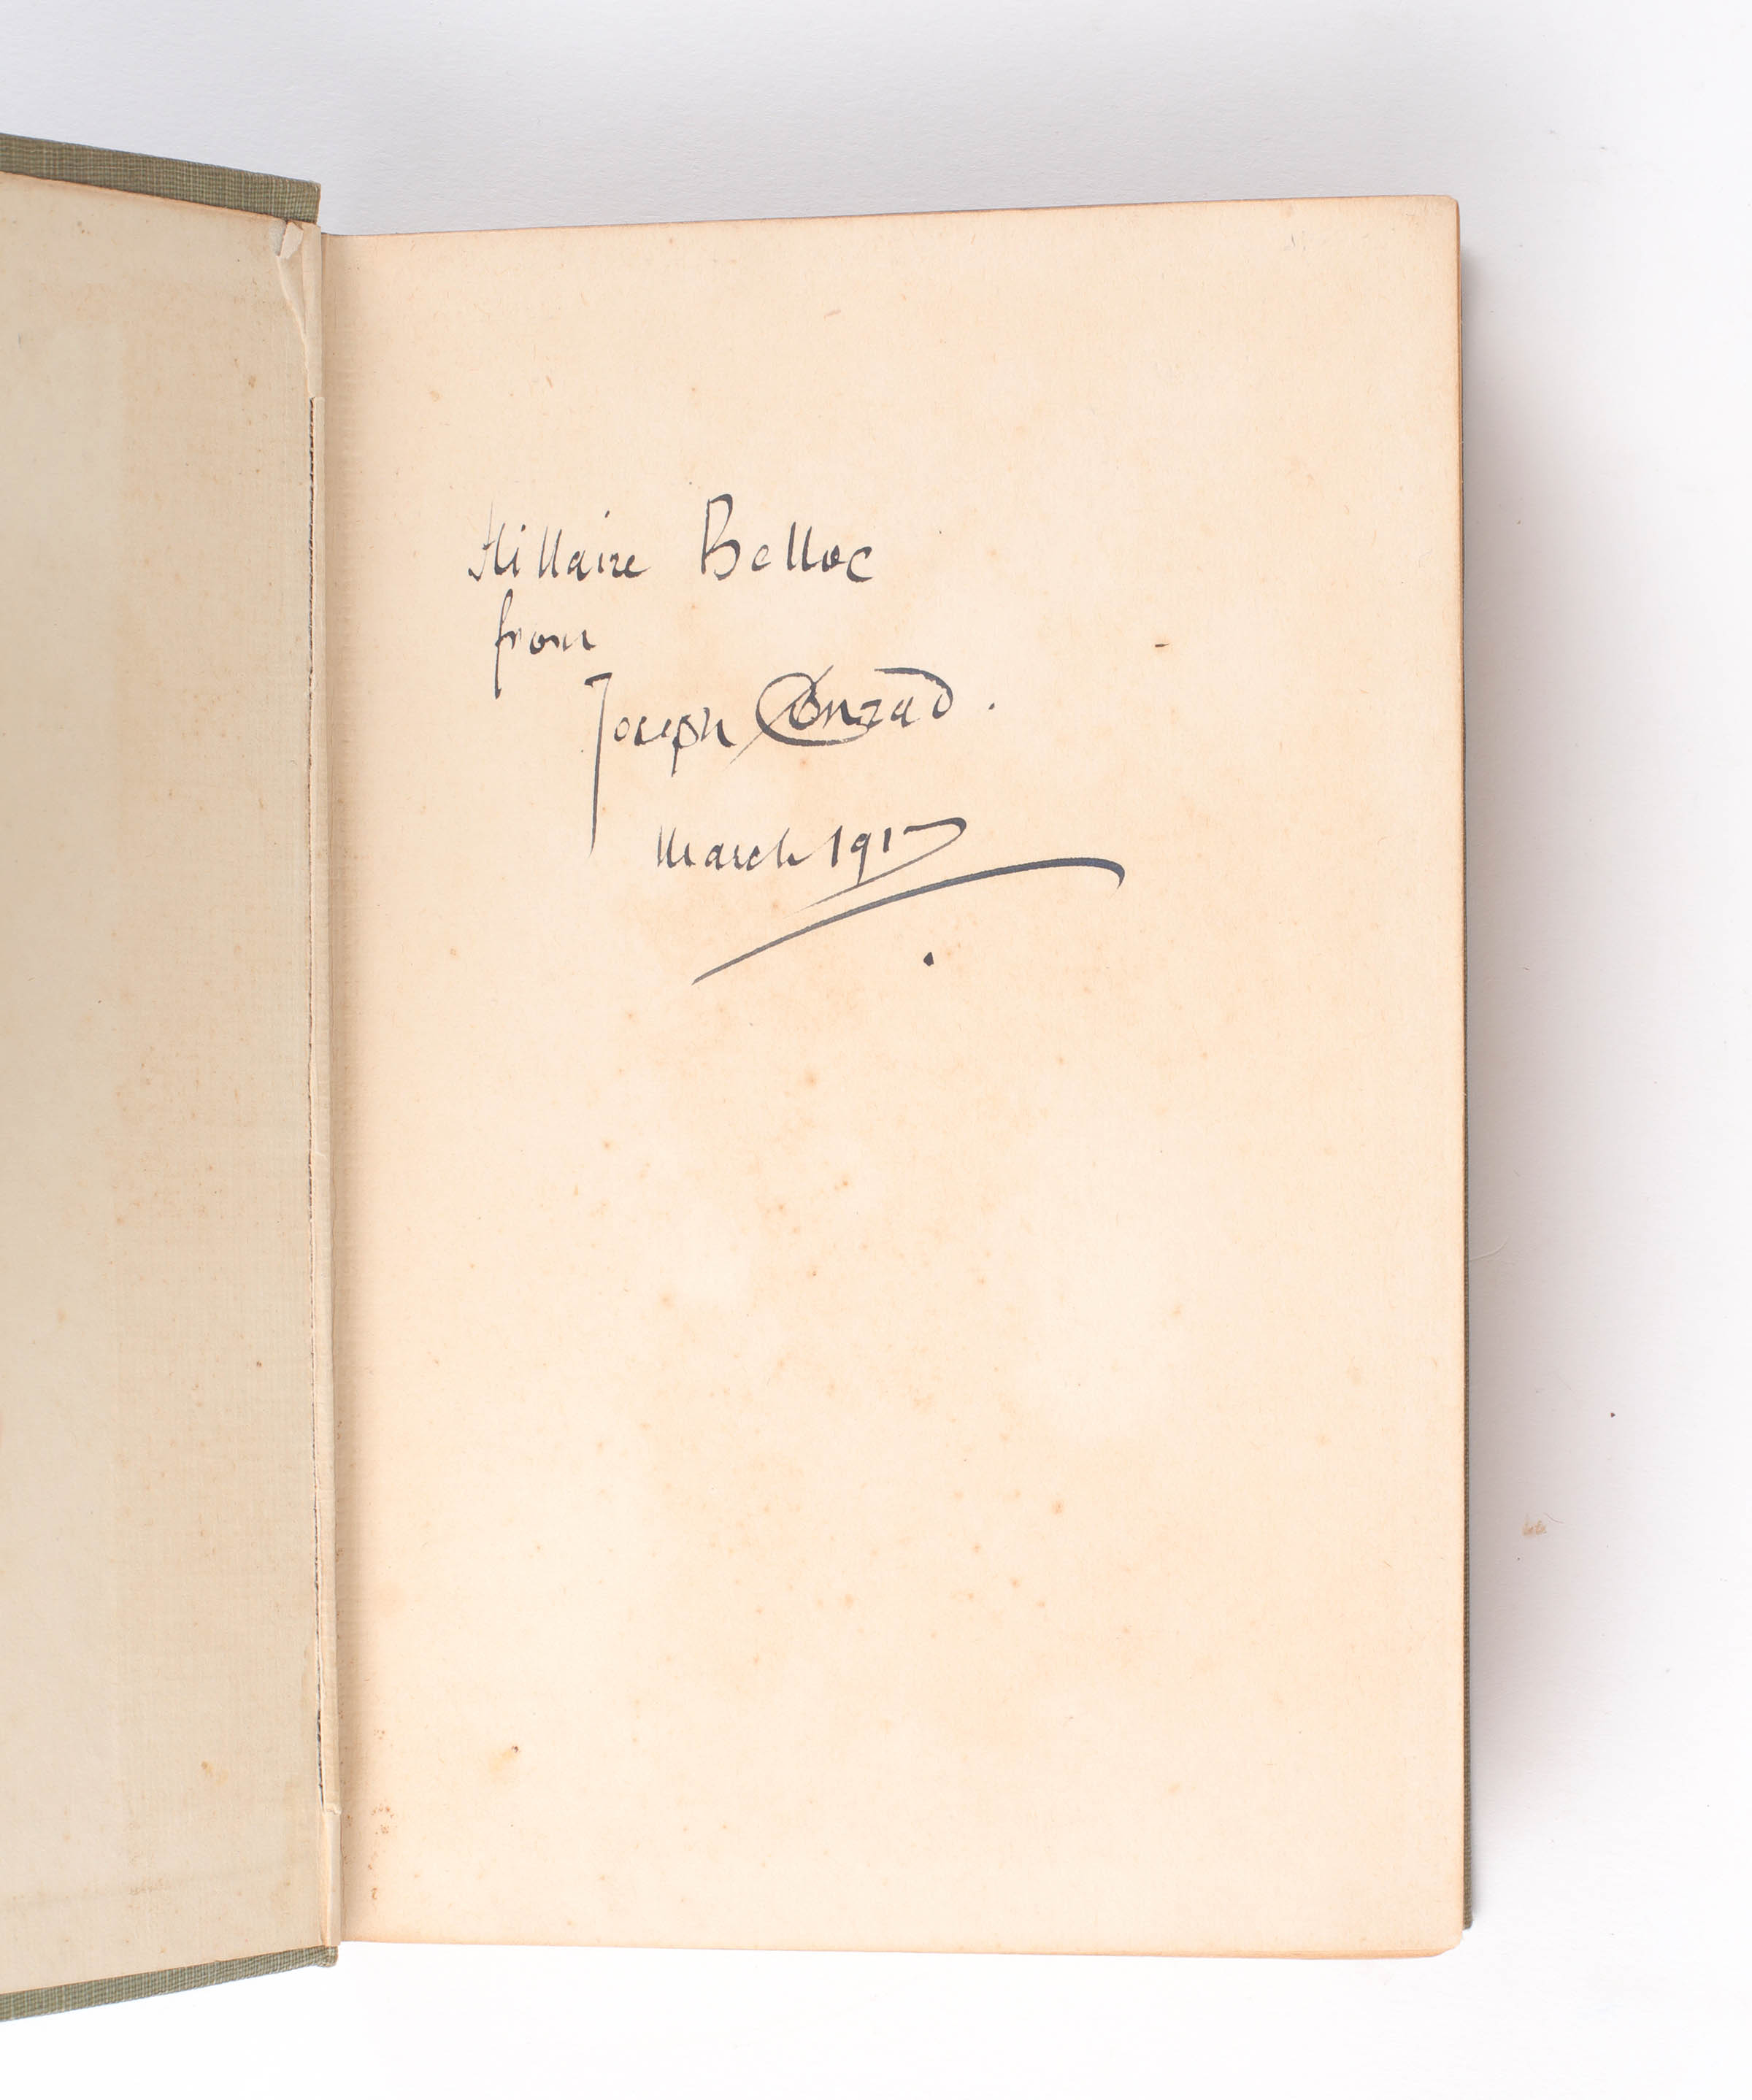 Hillaire Belloc
from
Joseph Conrad.
March 1917